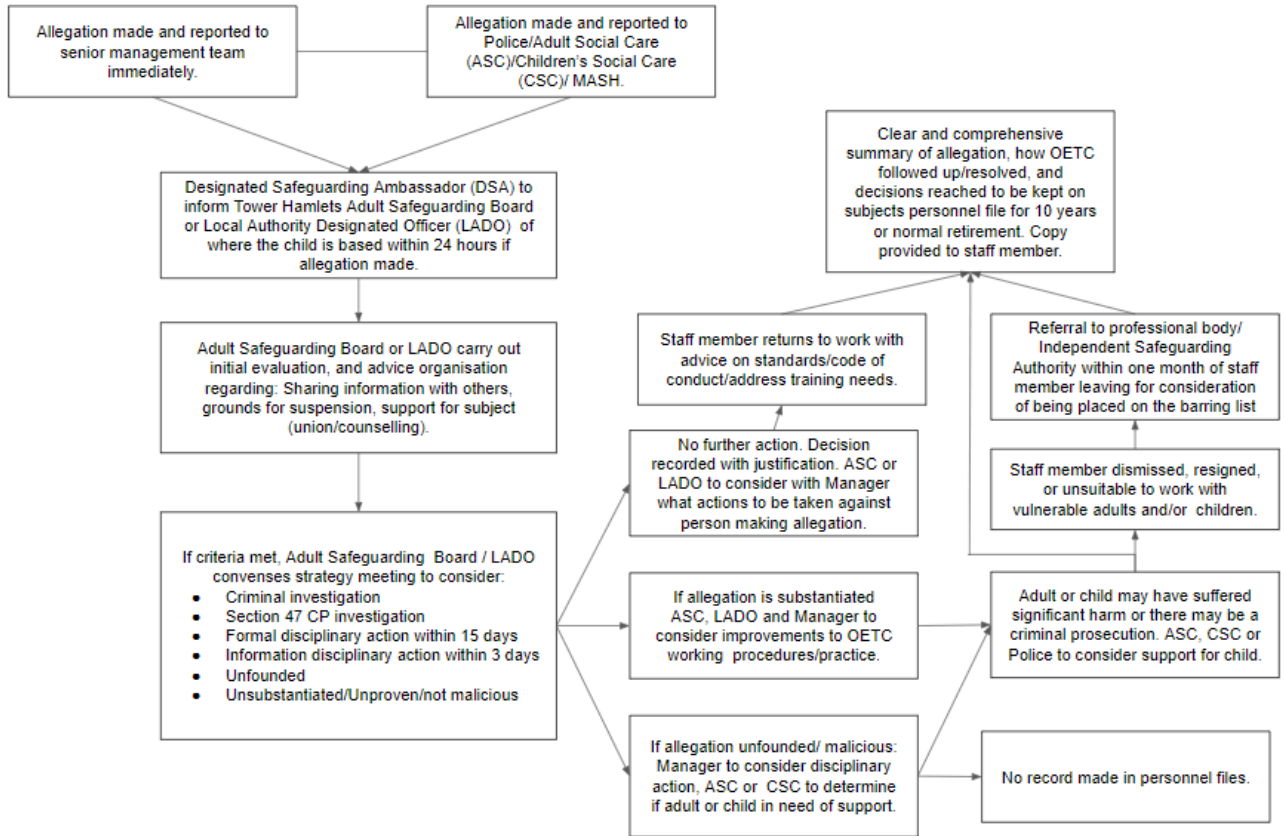 Allegation made and reported to
senior management team
immediately.
Allegation made and reported to
Police/Adult Social Care
(ASC)/Children's Social Care
(CSC)/ MASH.
Designated Safeguarding Ambassador (DSA) to
inform Tower Hamlets Adult Safeguarding Board
or Local Authority Designated Officer (LADO) of
where the child is based within 24 hours if
allegation made.
Adult Safeguarding Board or LADO carry out
initial evaluation, and advice organisation
regarding: Sharing information with others,
grounds for suspension, support for subject
(union/counselling).
If criteria met, Adult Safeguarding Board / LADO
convenses strategy meeting to consider:
● Criminal investigation
● Section 47 CP investigation
● Formal disciplinary action within 15 days
● Information disciplinary action within 3 days
● Unfounded
● Unsubstantiated/Unproven/not malicious
Clear and comprehensive
summary of allegation, how OETC
followed up/resolved, and
decisions reached to be kept on
subjects personnel file for 10 years
or normal retirement. Copy
provided to staff member.
Staff member returns to work with
advice on standards/code of
conduct/address training needs.
Referral to professional body/
Independent Safeguarding
Authority within one month of staff
member leaving for consideration
of being placed on the barring list
No further action. Decision
recorded with justification. ASC or
LADO to consider with Manager
what actions to be taken against
person making allegation.
Staff member dismissed, resigned,
or unsuitable to work with
vulnerable adults and/or children.
If allegation is substantiated
ASC, LADO and Manager to
consider improvements to OETC
working procedures/practice.
Adult or child may have suffered
significant harm or there may be a
criminal prosecution. ASC, CSC or
Police to consider support for child.
If allegation unfounded/ malicious:
Manager to consider disciplinary
action, ASC or CSC to determine
if adult or child in need of support.
No record made in personnel files.